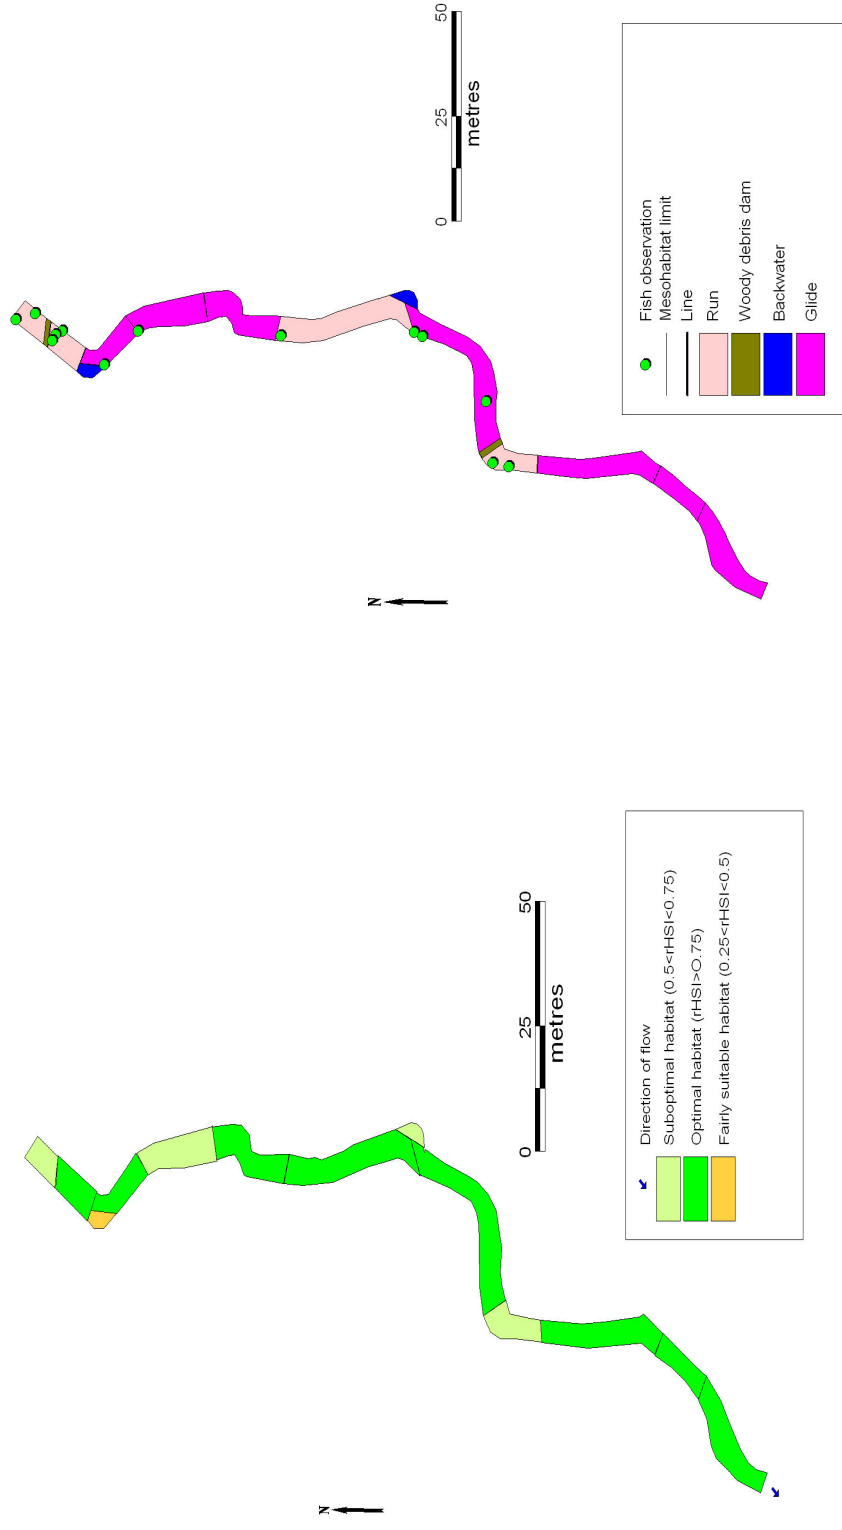 0
25
50
metres
N
Fish observation
Mesohabitat limit
Line
Run
Woody debris dam
Backwater
Glide
0
25
50
metres
N
Direction of flow
Suboptimal habitat (0.5<rHSI<0.75)
Optimal habitat (rHSI>O.75)
Fairly suitable habitat (0.25<rHSI<0.5)